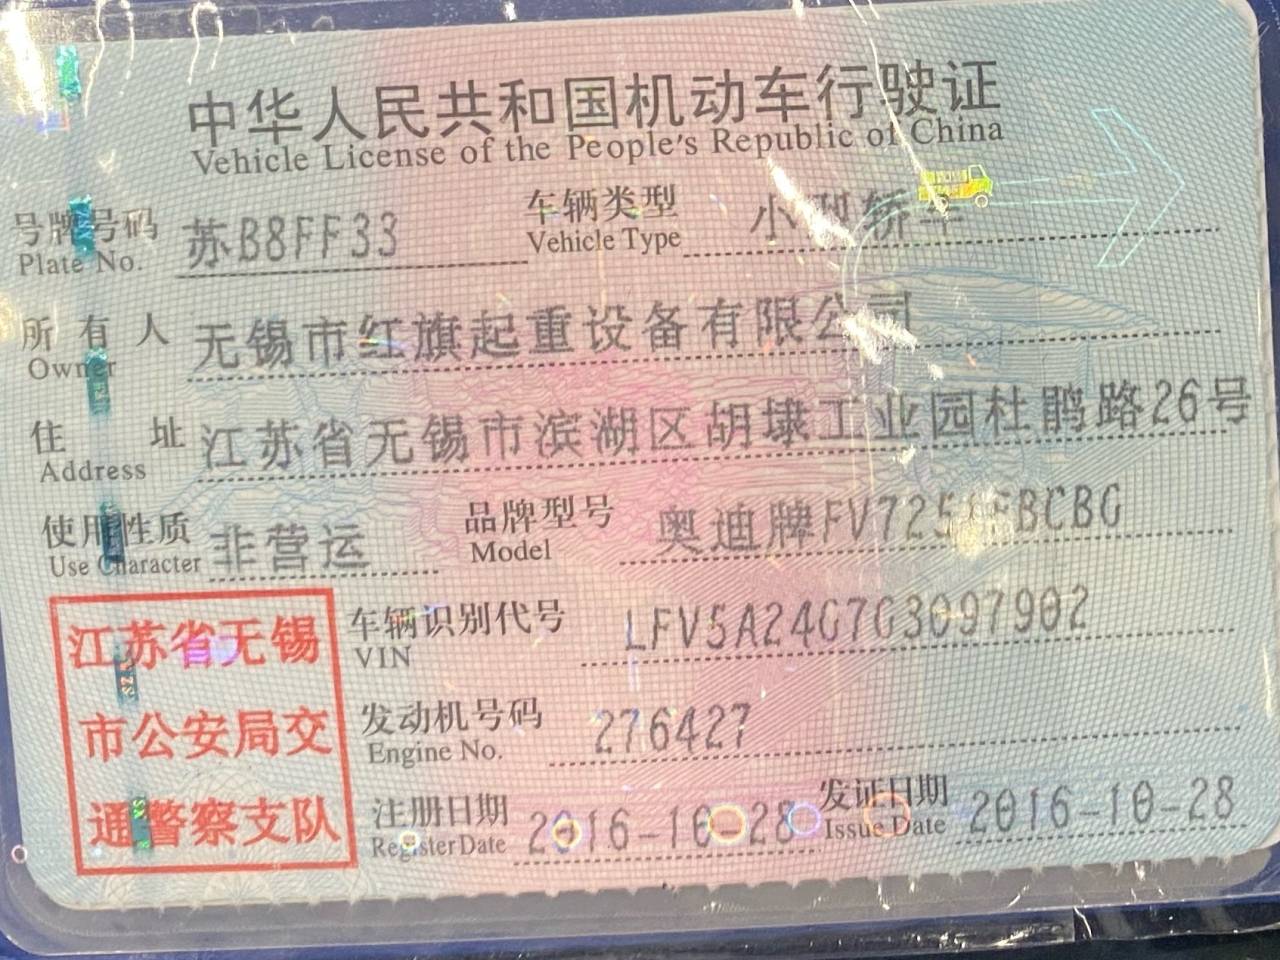 中华人民共和国机动车行驶证
Vehicle License of the People's Republic of China
号牌号码 苏B8FF33 车辆类型 小型轿车
Plate No. Vehicle Type
所有人 无锡市红旗起重设备有限公司
Owner
住址 江苏省无锡市滨湖区胡埭工业园杜鹃路26号
Address
使用性质 非营运 品牌型号
Use Character Model
车辆识别代号 LFV5A24G7G3097902
VIN
江苏省无锡
市公安局交
通警察支队
发动机号码 276427
Engine No.
注册日期 2016-10-28 发证日期 2016-10-28
Register Date Issue Date